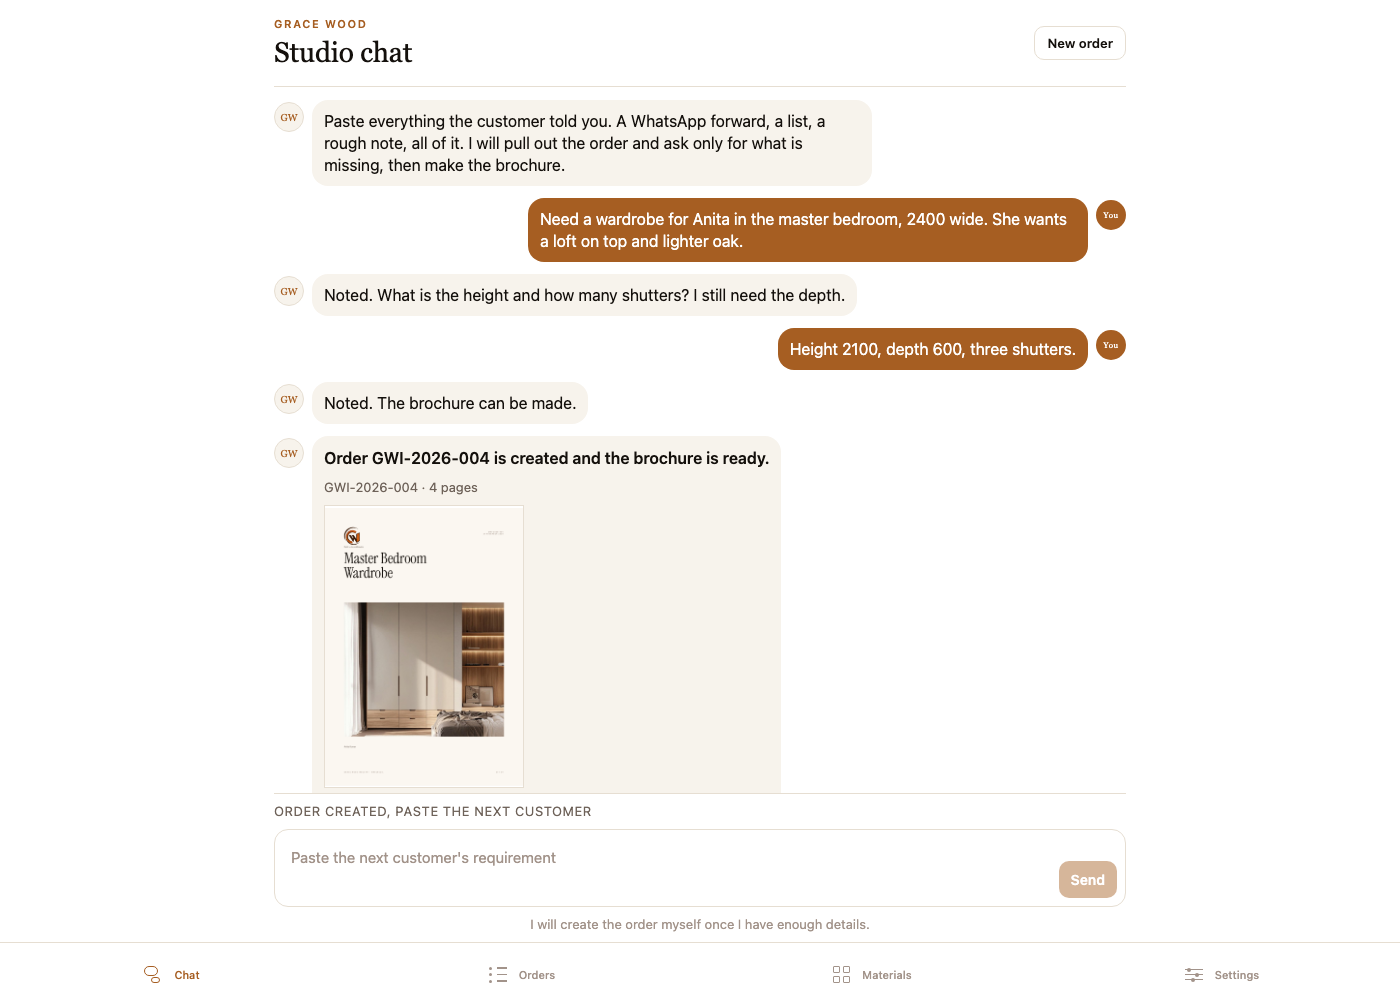 GRACE WOOD
Studio chat
New order
GW
Paste everything the customer told you. A WhatsApp forward, a list, a
rough note, all of it. I will pull out the order and ask only for what is
missing, then make the brochure.
Need a wardrobe for Anita in the master bedroom, 2400 wide. She wants
a loft on top and lighter oak.
You
GW
Noted. What is the height and how many shutters? I still need the depth.
Height 2100, depth 600, three shutters.
You
GW
Noted. The brochure can be made.
GW
Order GWI-2026-004 is created and the brochure is ready.
GWI-2026-004 · 4 pages
Master Bedroom
Wardrobe
ORDER CREATED, PASTE THE NEXT CUSTOMER
Paste the next customer's requirement
Send
I will create the order myself once I have enough details.
Chat
Orders
Materials
Settings